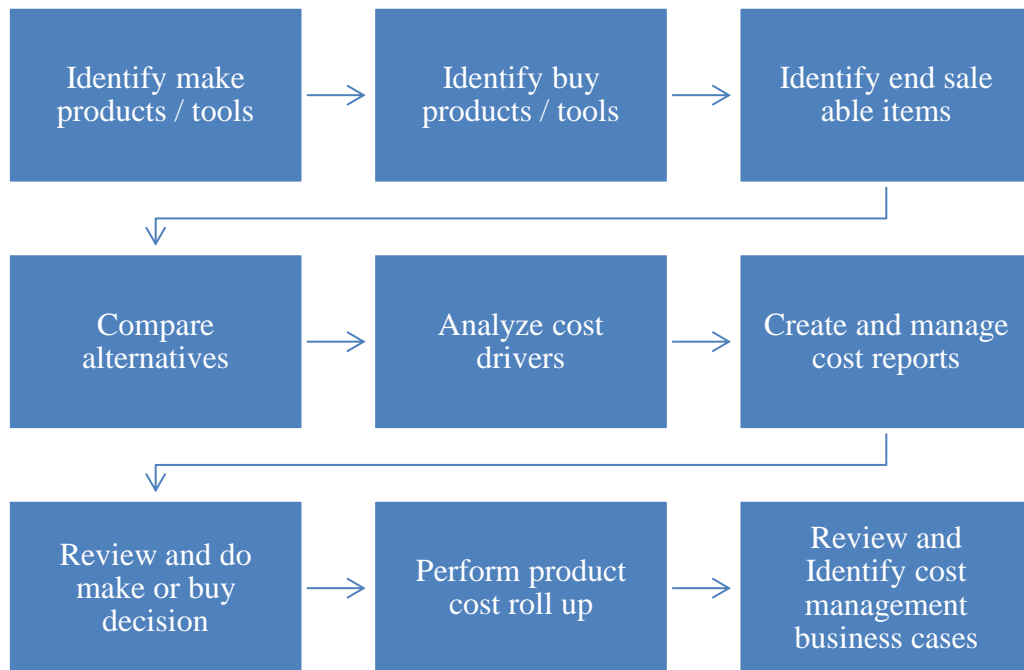 Identify make
products / tools
Identify buy
products / tools
Identify end sale
able items
Compare
alternatives
Analyze cost
drivers
Create and manage
cost reports
Review and do
make or buy
decision
Perform product
cost roll up
Review and
Identify cost
management
business cases